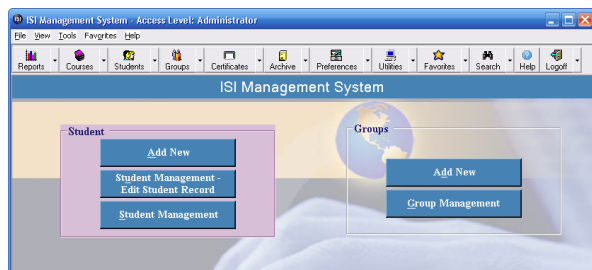 ISI Management System - Access Level: Administrator
File View Tools Favorites Help
Reports Courses Students Groups Certificates Archive Preferences Utilities Favorites Search Help Logoff
ISI Management System
Student
Add New
Student Management -
Edit Student Record
Student Management
Groups
Add New
Group Management